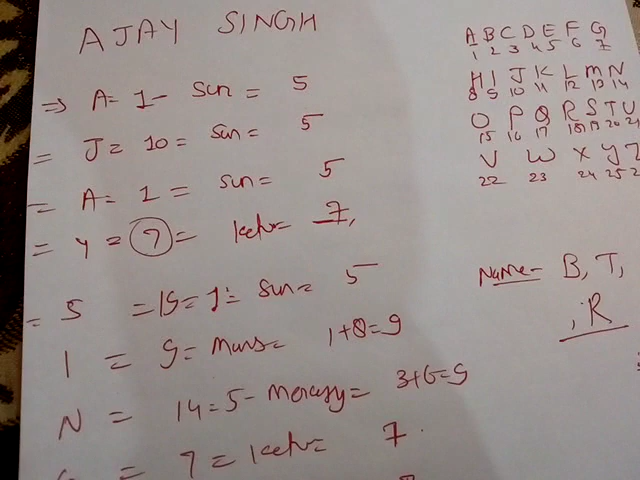 AJAY SINGH
⇒ A= 1- Sun = 5
= J= 10= Sun= 5
= A= 1 = Sun= 5
= Y = 7 = ketu= 7,
= S =19=1= Sun= 5
I = 9= Mars= 1+8=9
N = 14=5- Mercury= 3+6=9
= 7= ketu= 7.
A B C D E F G
1 2 3 4 5 6 7
H I J K L M N
8 9 10 11 12 13 14
O P Q R S T U
15 16 17 18 19 20 21
V W X Y Z
22 23 24 25 2
Name- B, T,
, R